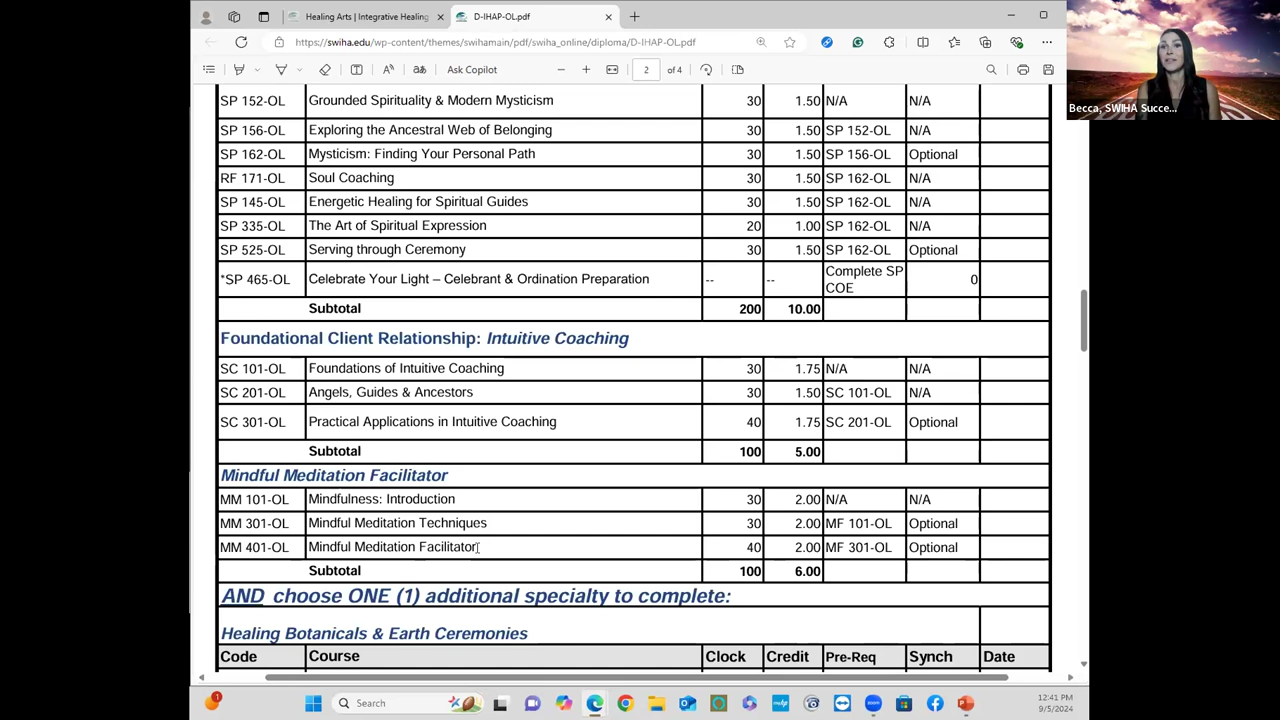 Healing Arts | Integrative Healing
D-IHAP-OL.pdf
https://swiha.edu/wp-content/themes/swihamain/pdf/swiha_online/diploma/D-IHAP-OL.pdf
Ask Copilot 2 of 4
Becca, SWIHA Succe...
SP 152-OL Grounded Spirituality & Modern Mysticism 30 1.50 N/A N/A
SP 156-OL Exploring the Ancestral Web of Belonging 30 1.50 SP 152-OL N/A
SP 162-OL Mysticism: Finding Your Personal Path 30 1.50 SP 156-OL Optional
RF 171-OL Soul Coaching 30 1.50 SP 162-OL N/A
SP 145-OL Energetic Healing for Spiritual Guides 30 1.50 SP 162-OL N/A
SP 335-OL The Art of Spiritual Expression 20 1.00 SP 162-OL N/A
SP 525-OL Serving through Ceremony 30 1.50 SP 162-OL Optional
*SP 465-OL Celebrate Your Light – Celebrant & Ordination Preparation -- -- Complete SP COE 0
Subtotal 200 10.00
Foundational Client Relationship: Intuitive Coaching
SC 101-OL Foundations of Intuitive Coaching 30 1.75 N/A N/A
SC 201-OL Angels, Guides & Ancestors 30 1.50 SC 101-OL N/A
SC 301-OL Practical Applications in Intuitive Coaching 40 1.75 SC 201-OL Optional
Subtotal 100 5.00
Mindful Meditation Facilitator
MM 101-OL Mindfulness: Introduction 30 2.00 N/A N/A
MM 301-OL Mindful Meditation Techniques 30 2.00 MF 101-OL Optional
MM 401-OL Mindful Meditation Facilitator 40 2.00 MF 301-OL Optional
Subtotal 100 6.00
AND choose ONE (1) additional specialty to complete:
Healing Botanicals & Earth Ceremonies
Code Course Clock Credit Pre-Req Synch Date
Search
12:41 PM
9/5/2024